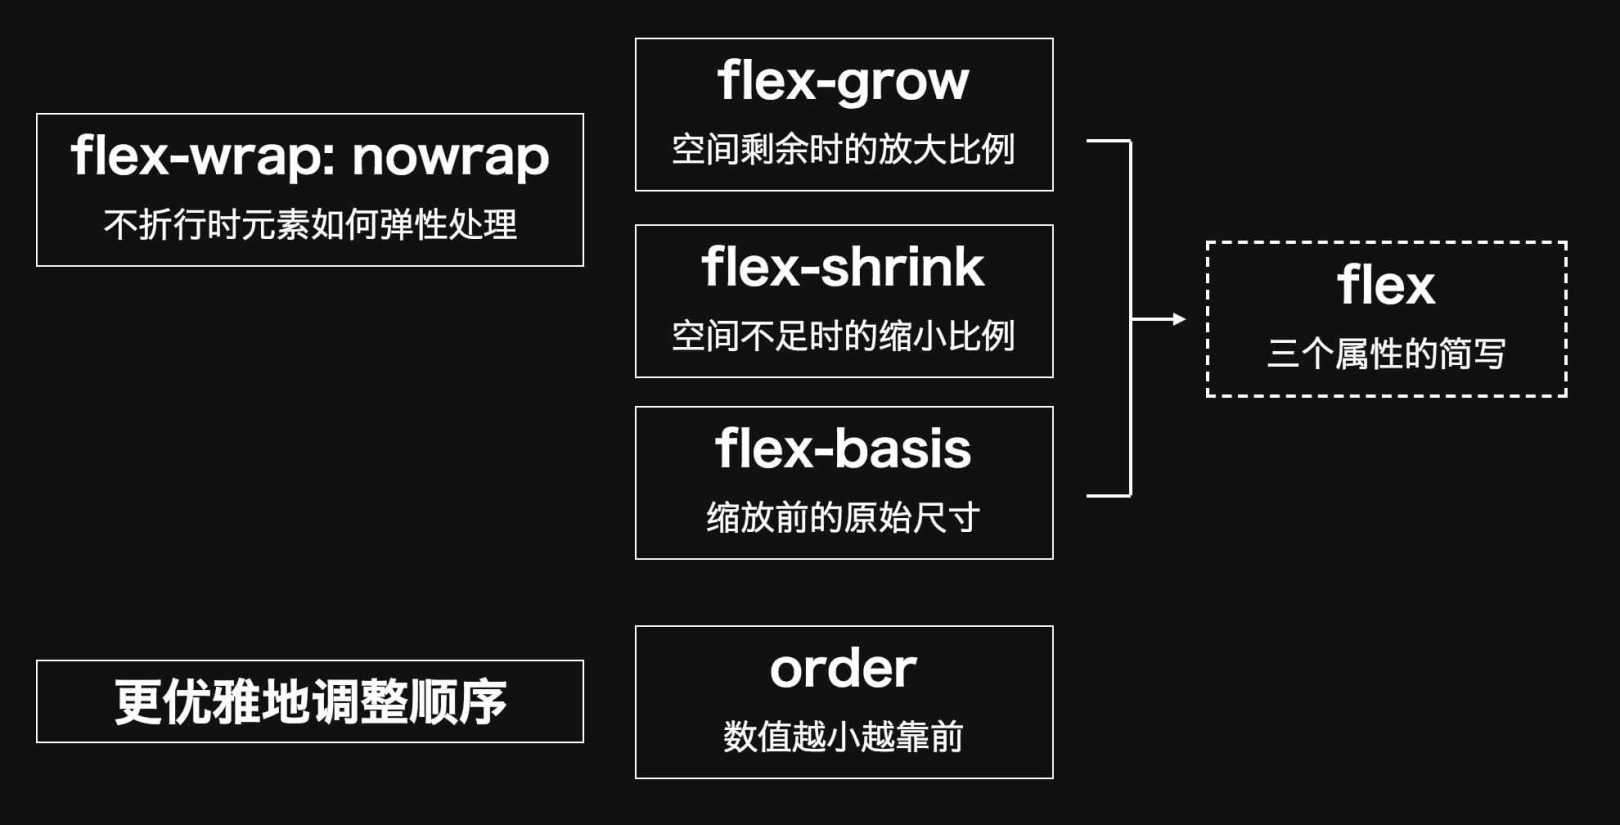 flex-wrap: nowrap
不折行时元素如何弹性处理
flex-grow
空间剩余时的放大比例
flex-shrink
空间不足时的缩小比例
flex-basis
缩放前的原始尺寸
flex
三个属性的简写
更优雅地调整顺序
order
数值越小越靠前